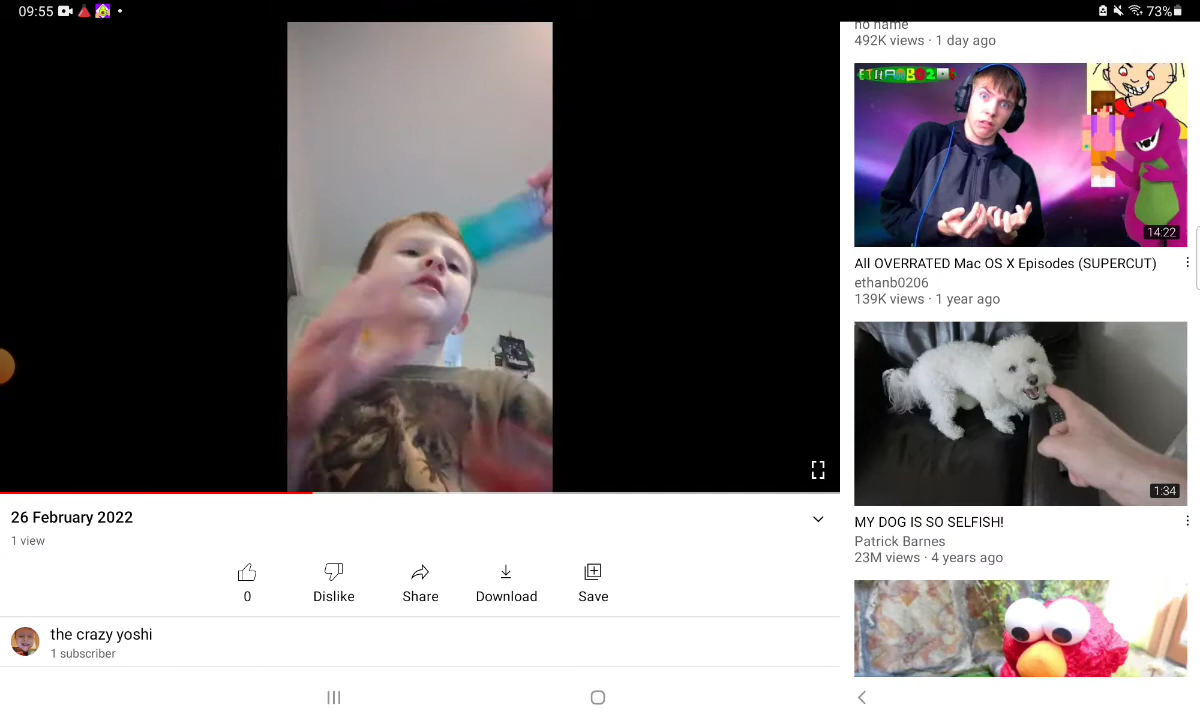 09:55
73%
no name
492K views · 1 day ago
14:22
All OVERRATED Mac OS X Episodes (SUPERCUT)
ethanb0206
139K views · 1 year ago
1:34
MY DOG IS SO SELFISH!
Patrick Barnes
23M views · 4 years ago
26 February 2022
1 view
0
Dislike
Share
Download
Save
the crazy yoshi
1 subscriber